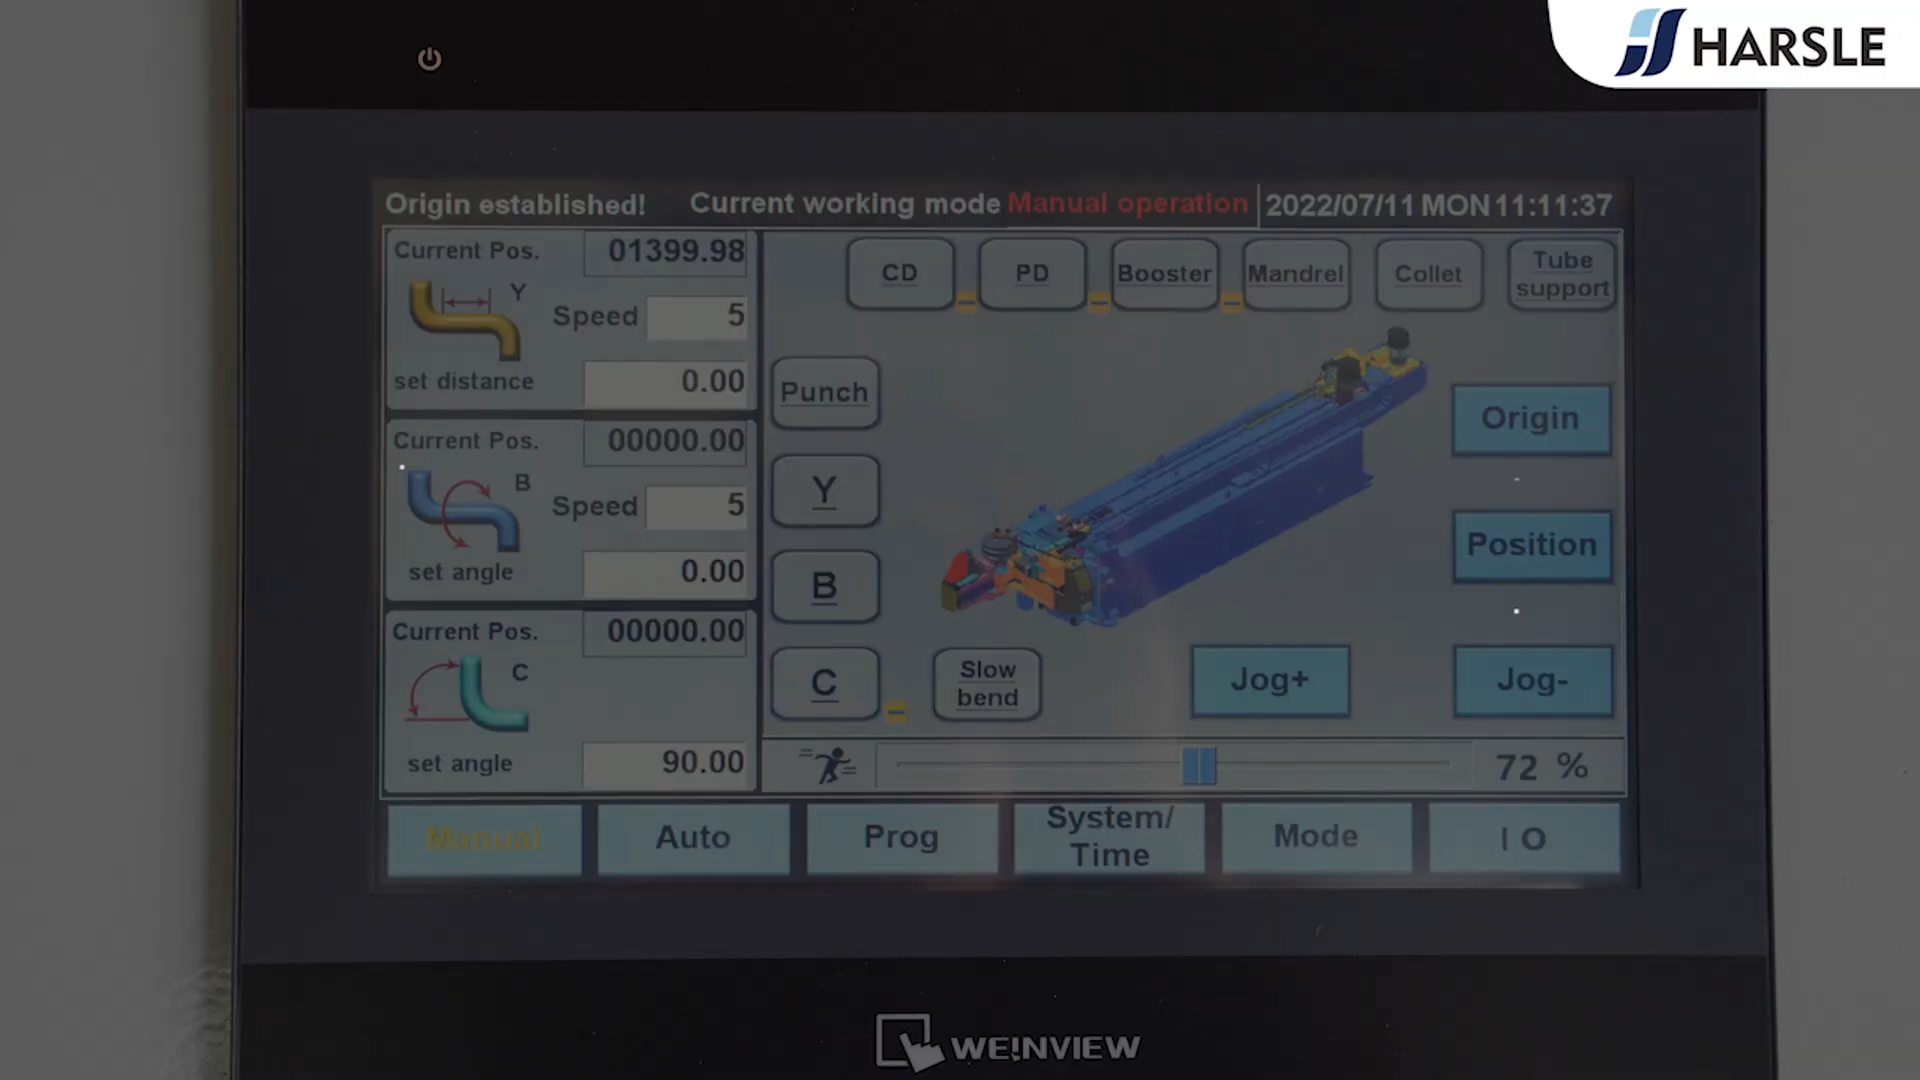 HARSLE
Origin established! Current working mode Manual operation 2022/07/11 MON 11:11:37
Current Pos. 01399.98
Y
Speed 5
set distance 0.00
Current Pos. 00000.00
B
Speed 5
set angle 0.00
Current Pos. 00000.00
C
set angle 90.00
CD
PD
Booster
Mandrel
Collet
Tube
support
Punch
Y
B
C
Slow
bend
Origin
Position
Jog+
Jog-
72 %
Manual
Auto
Prog
System/
Time
Mode
I O
WE!NVIEW